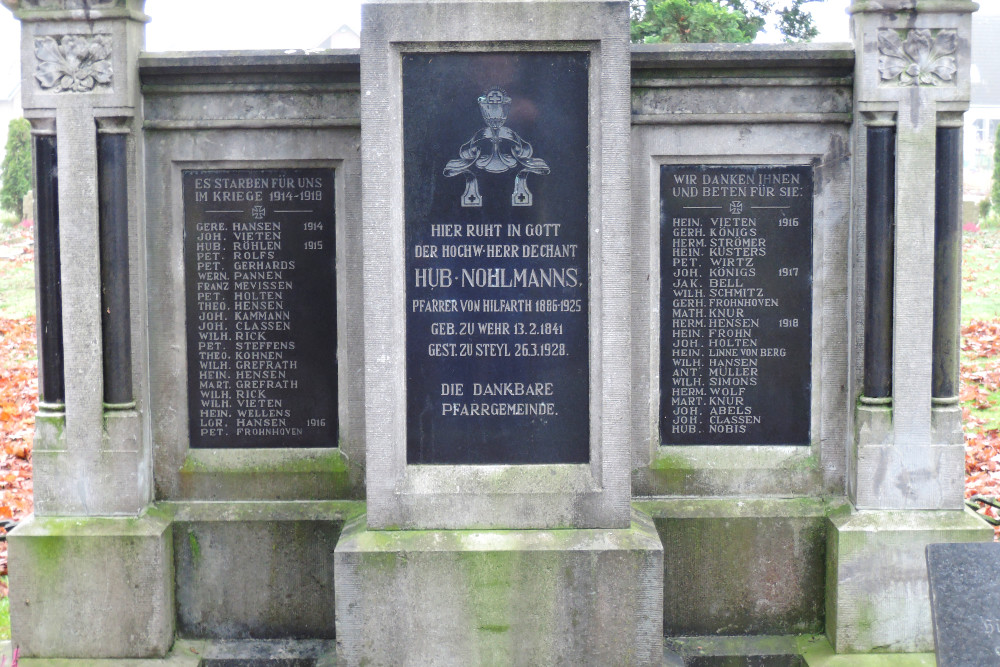 ES STARBEN FÜR UNS
IM KRIEGE 1914-1918
GERE. HANSEN 1914
JOH. VIETEN
HUB. RÖHLEN 1915
PET. ROLFS
PET. GERHARDS
WERN. PANNEN
FRANZ MEVISSEN
PET. HOLTEN
THEO. HENSEN
JOH. KAMMANN
JOH. CLASSEN
WILH. RICK
PET. STEFFENS
THEO. KOHNEN
WILH. GREFRATH
HEIN. HENSEN
MART. GREFRATH
WILH. RICK
WILH. VIETEN
HEIN. WELLENS
LOR. HANSEN 1916
PET. FROHNHOVEN
HIER RUHT IN GOTT
DER HOCHW. HERR DECHANT
HUB. NOHLMANNS,
PFARRER VON HILFARTH 1886-1925
GEB. ZU WEHR 13.2.1841
GEST. ZU STEYL 26.3.1928.
DIE DANKBARE
PFARRGEMEINDE.
WIR DANKEN IHNEN
UND BETEN FÜR SIE:
HEIN. VIETEN 1916
GERH. KÖNIGS
HERM. STRÖMER
HEIN. KÜSTERS
PET. WIRTZ
JOH. KÖNIGS 1917
JAK. BELL
WILH. SCHMITZ
GERH. FROHNHOVEN
MATH. KNUR
HERM. HENSEN 1918
HEIN. FROHN
JOH. HOLTEN
HEIN. LINNE VON BERG
WILH. HANSEN
ANT. MÜLLER
WILH. SIMONS
HERM. WOLF
MART. KNUR
JOH. ABELS
JOH. CLASSEN
HUB. NOBIS